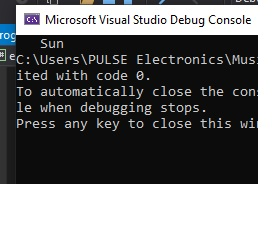 Microsoft Visual Studio Debug Console
Sun
C:\Users\PULSE Electronics\Mus
ited with code 0.
To automatically close the cons
le when debugging stops.
Press any key to close this wi